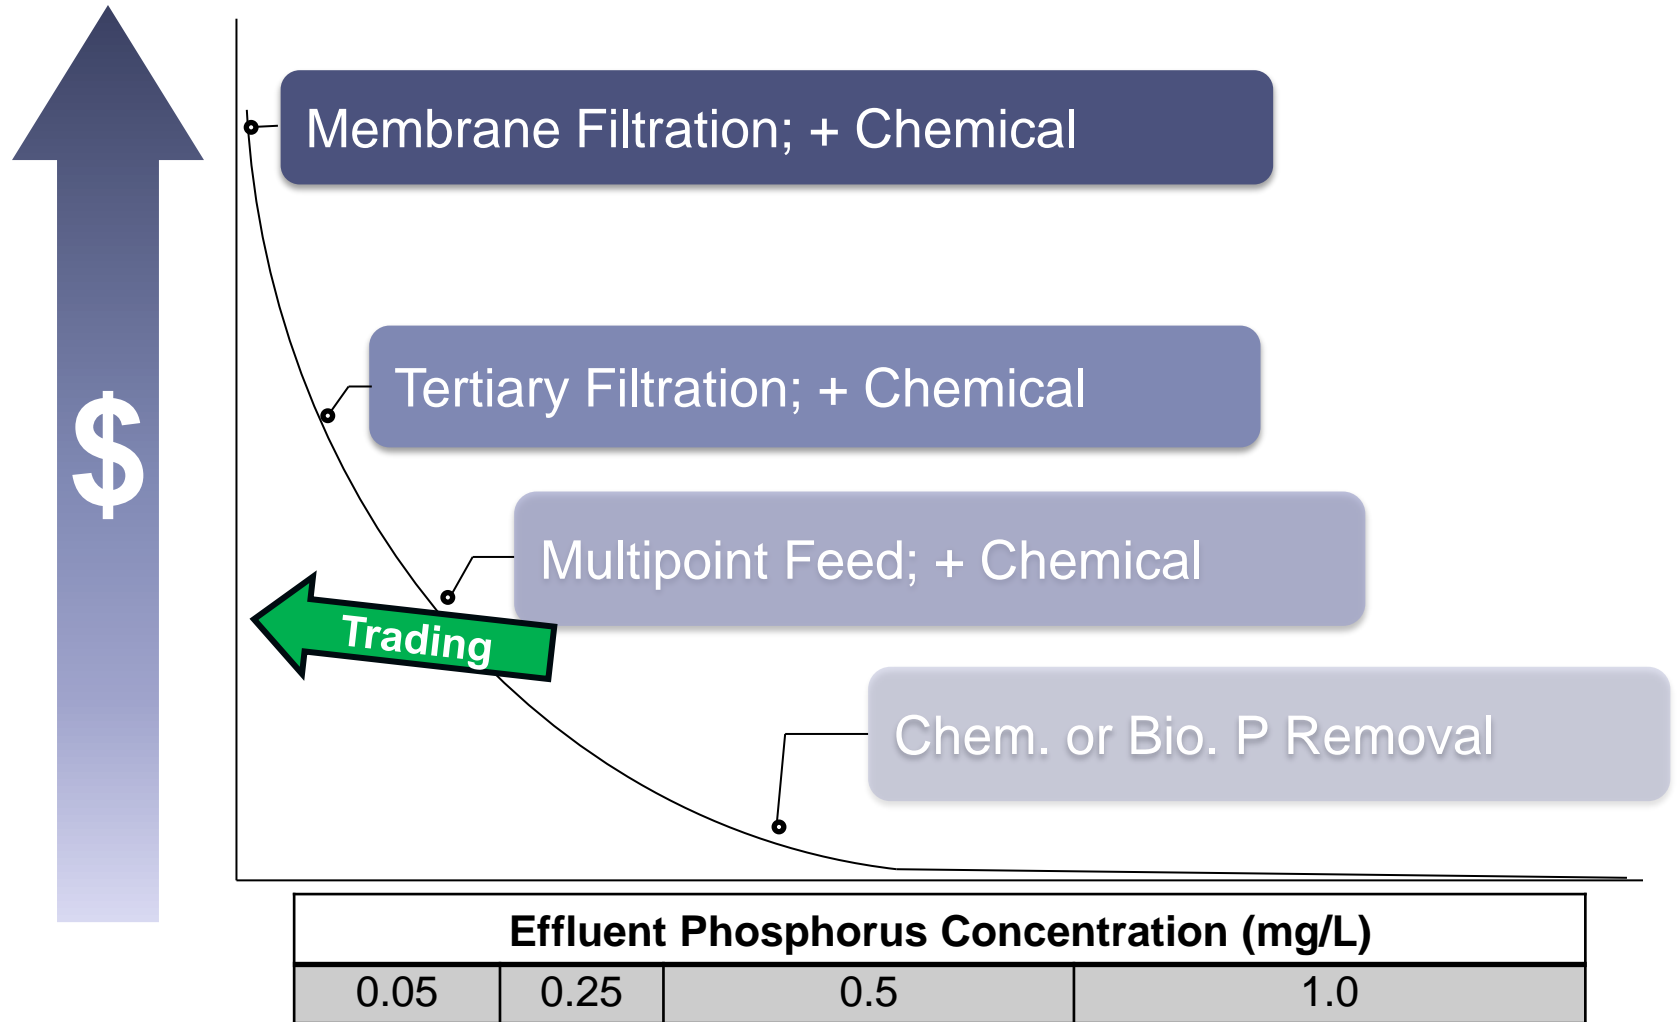 Membrane Filtration; + Chemical
Tertiary Filtration; + Chemical
$
Multipoint Feed; + Chemical
Trading
Chem. or Bio. P Removal
Effluent Phosphorus Concentration (mg/L)
0.05 0.25 0.5 1.0